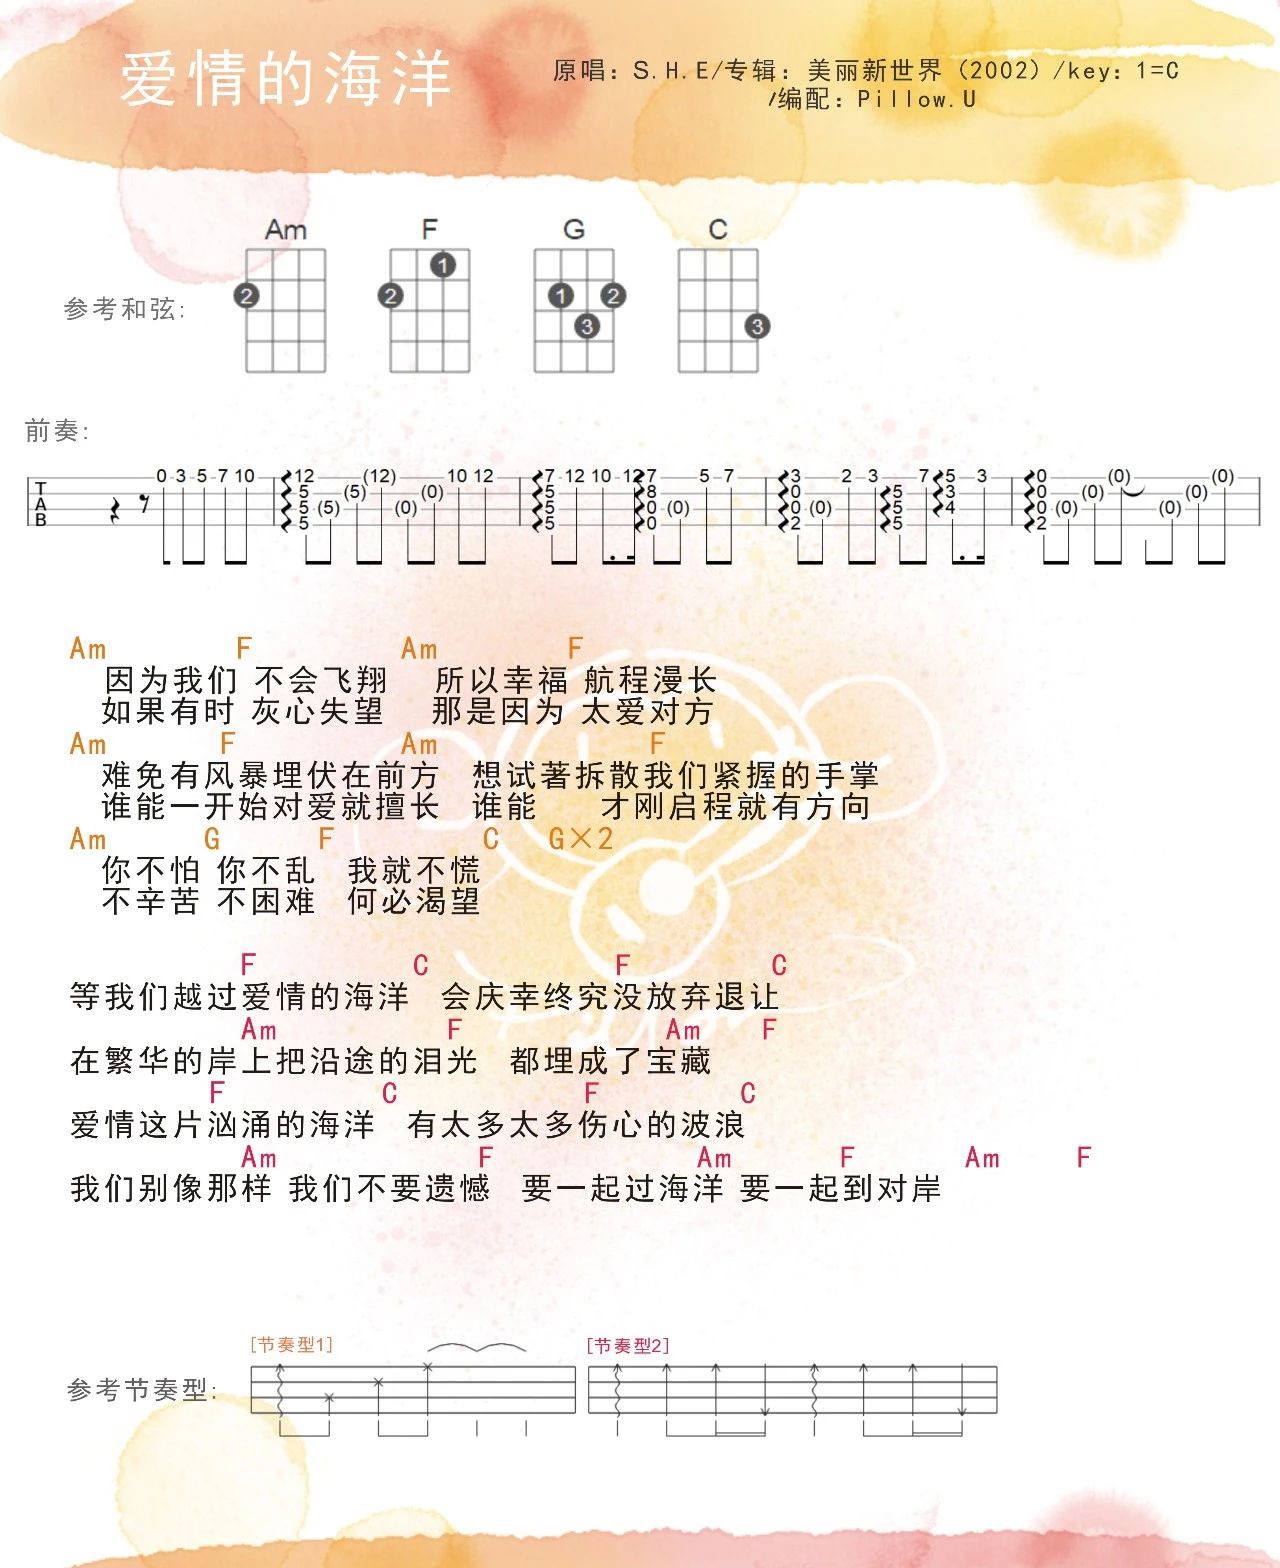 爱情的海洋
原唱：S.H.E/专辑：美丽新世界（2002）/key：1=C
/编配：Pillow.U
Am F G C
2 1 2 1 2 3 3
参考和弦：
前奏：
0 3 5 7 10 12 (12) 10 12 7 12 10 12 7 5 7 3 2 3 7 5 3 0 (0) (0)
T 5 (5) (0) 5 8 0 5 3 0 (0) (0)
A 5 (5) (0) 5 0 (0) 0 (0) 5 4 0 (0) (0)
B 5 5 0 2 5 2
Am F Am F
因为我们 不会飞翔 所以幸福 航程漫长
如果有时 灰心失望 那是因为 太爱对方
Am F Am F
难免有风暴埋伏在前方 想试著拆散我们紧握的手掌
谁能一开始对爱就擅长 谁能 才刚启程就有方向
Am G F C G×2
你不怕 你不乱 我就不慌
不辛苦 不困难 何必渴望
F C F C
等我们越过爱情的海洋 会庆幸终究没放弃退让
Am F Am F
在繁华的岸上把沿途的泪光 都埋成了宝藏
F C F C
爱情这片汹涌的海洋 有太多太多伤心的波浪
Am F Am F Am F
我们别像那样 我们不要遗憾 要一起过海洋 要一起到对岸
[节奏型1] [节奏型2]
参考节奏型：